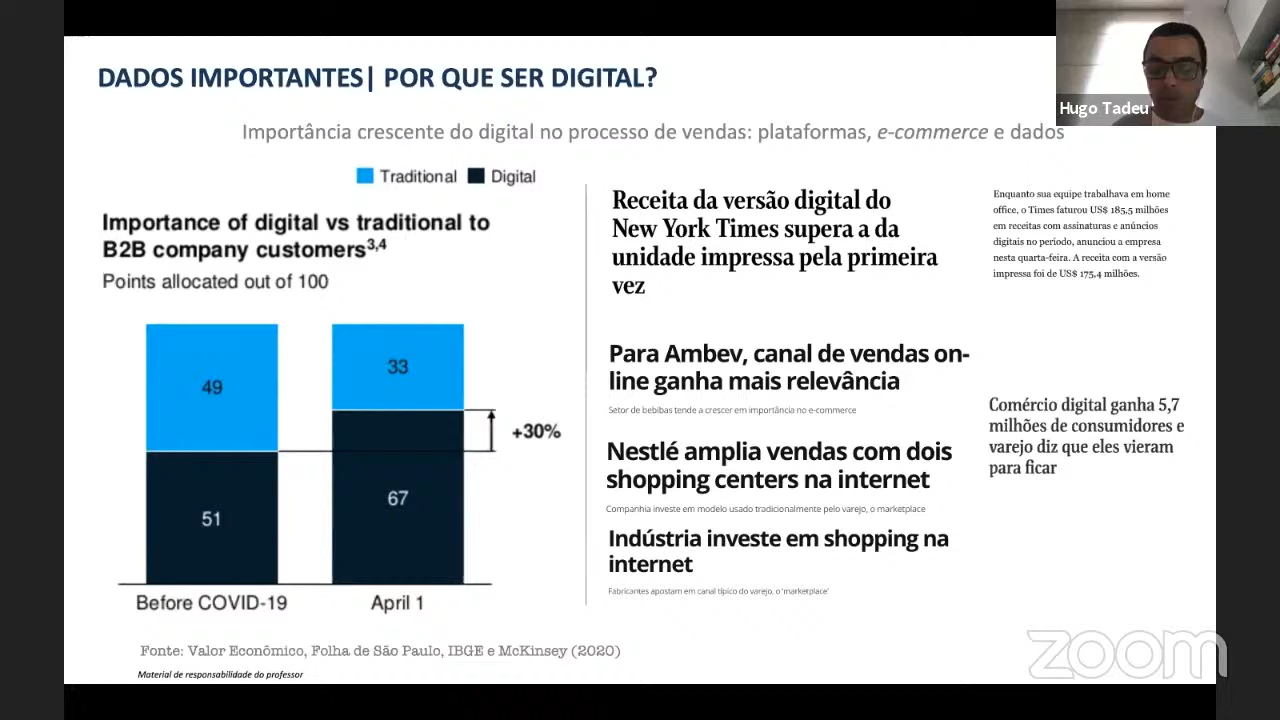 DADOS IMPORTANTES| POR QUE SER DIGITAL?
Hugo Tadeu
Importância crescente do digital no processo de vendas: plataformas, e-commerce e dados
Traditional Digital
Importance of digital vs traditional to
B2B company customers3,4
Points allocated out of 100
49
33
+30%
51
67
Before COVID-19
April 1
Receita da versão digital do
New York Times supera a da
unidade impressa pela primeira
vez
Enquanto sua equipe trabalhava em home
office, o Times faturou US$ 185,5 milhões
em receitas com assinaturas e anúncios
digitais no período, anunciou a empresa
nesta quarta-feira. A receita com a versão
impressa foi de US$ 175,4 milhões.
Para Ambev, canal de vendas on-
line ganha mais relevância
Setor de bebibas tende a crescer em importância no e-commerce
Comércio digital ganha 5,7
milhões de consumidores e
varejo diz que eles vieram
para ficar
Nestlé amplia vendas com dois
shopping centers na internet
Companhia investe em modelo usado tradicionalmente pelo varejo, o marketplace
Indústria investe em shopping na
internet
Fabricantes apostam em canal típico do varejo, o 'marketplace'
Fonte: Valor Econômico, Folha de São Paulo, IBGE e McKinsey (2020)
Material de responsabilidade do professor
zoom